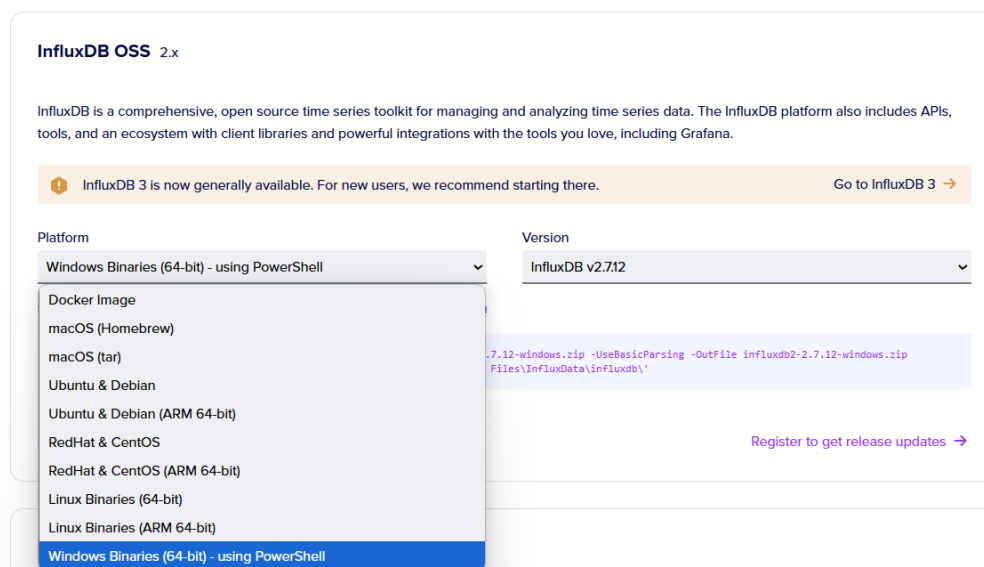 InfluxDB OSS 2.x
InfluxDB is a comprehensive, open source time series toolkit for managing and analyzing time series data. The InfluxDB platform also includes APIs,
tools, and an ecosystem with client libraries and powerful integrations with the tools you love, including Grafana.
InfluxDB 3 is now generally available. For new users, we recommend starting there. Go to InfluxDB 3 →
Platform Version
Windows Binaries (64-bit) - using PowerShell InfluxDB v2.7.12
Docker Image
macOS (Homebrew)
macOS (tar)
.7.12-windows.zip -UseBasicParsing -OutFile influxdb2-2.7.12-windows.zip
Files\InfluxData\influxdb\'
Ubuntu & Debian
Ubuntu & Debian (ARM 64-bit)
RedHat & CentOS
Register to get release updates →
RedHat & CentOS (ARM 64-bit)
Linux Binaries (64-bit)
Linux Binaries (ARM 64-bit)
Windows Binaries (64-bit) - using PowerShell